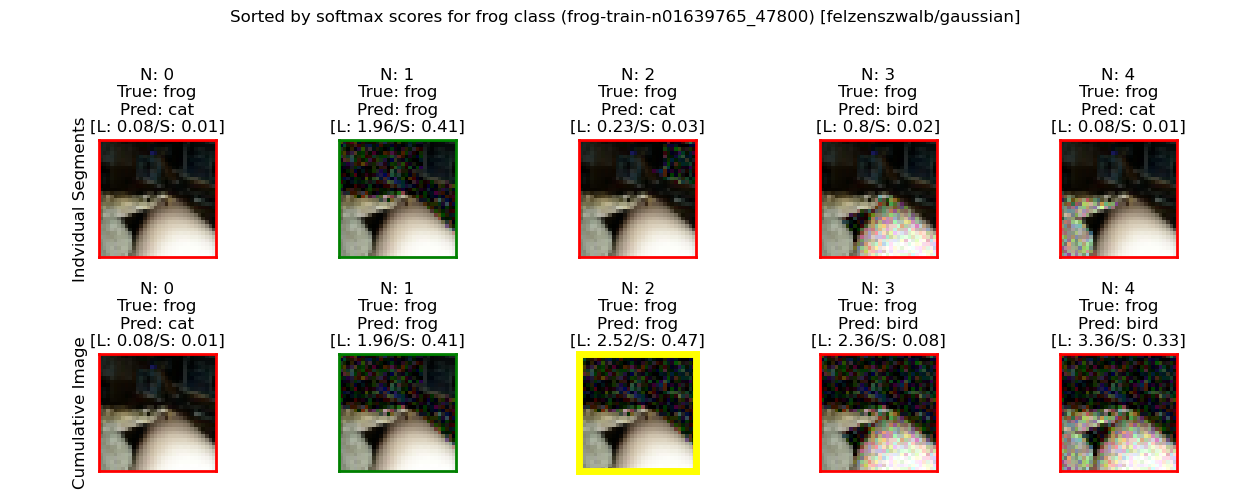 Sorted by softmax scores for frog class (frog-train-n01639765_47800) [felzenszwalb/gaussian]
Indvidual Segments
N: 0
True: frog
Pred: cat
[L: 0.08/S: 0.01]
N: 1
True: frog
Pred: frog
[L: 1.96/S: 0.41]
N: 2
True: frog
Pred: cat
[L: 0.23/S: 0.03]
N: 3
True: frog
Pred: bird
[L: 0.8/S: 0.02]
N: 4
True: frog
Pred: cat
[L: 0.08/S: 0.01]
Cumulative Image
N: 0
True: frog
Pred: cat
[L: 0.08/S: 0.01]
N: 1
True: frog
Pred: frog
[L: 1.96/S: 0.41]
N: 2
True: frog
Pred: frog
[L: 2.52/S: 0.47]
N: 3
True: frog
Pred: bird
[L: 2.36/S: 0.08]
N: 4
True: frog
Pred: bird
[L: 3.36/S: 0.33]